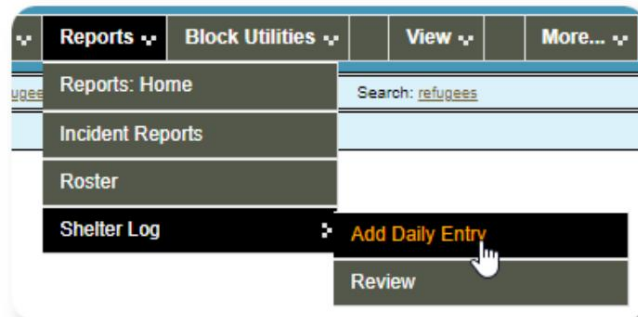 Reports Block Utilities View More...
Reports: Home
Search: refugees
Incident Reports
Roster
Shelter Log
Add Daily Entry
Review